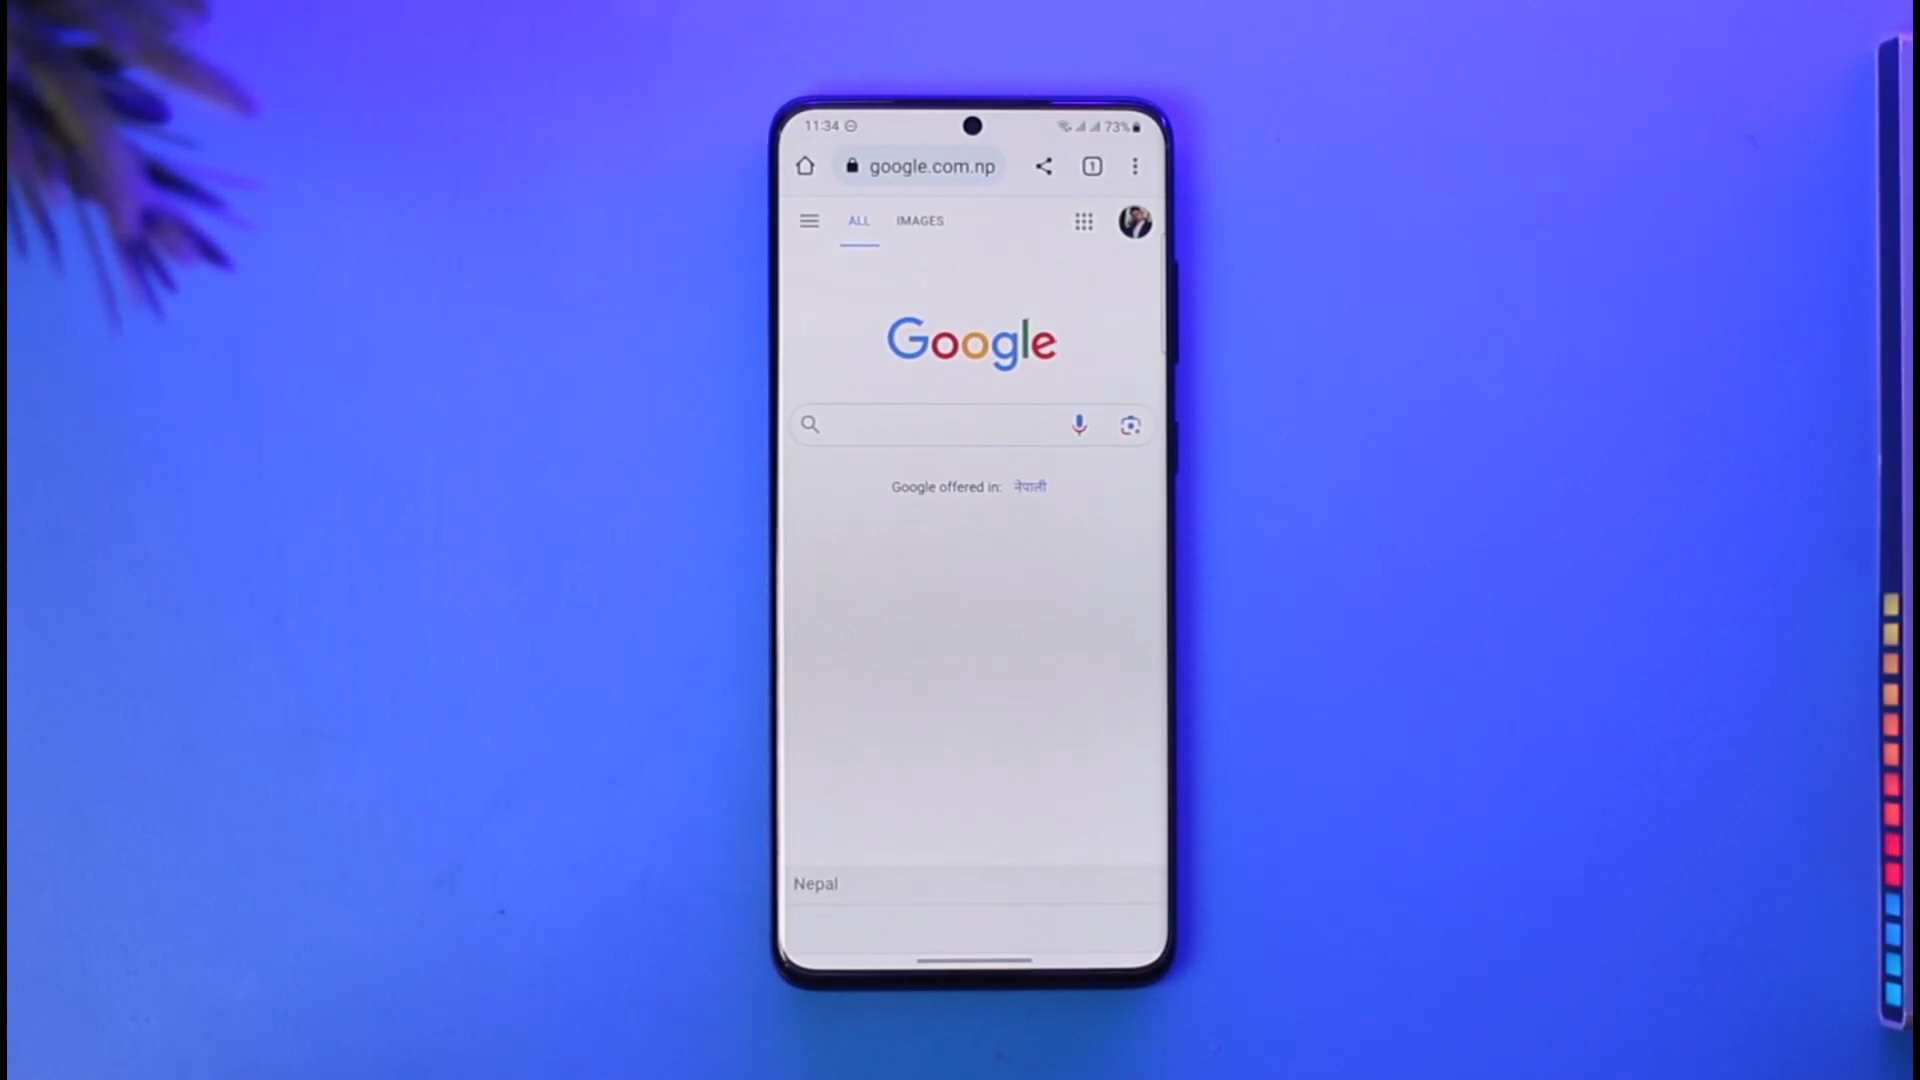 11:34 73%
google.com.np 1
ALL IMAGES
Google
Google offered in: नेपाली
Nepal